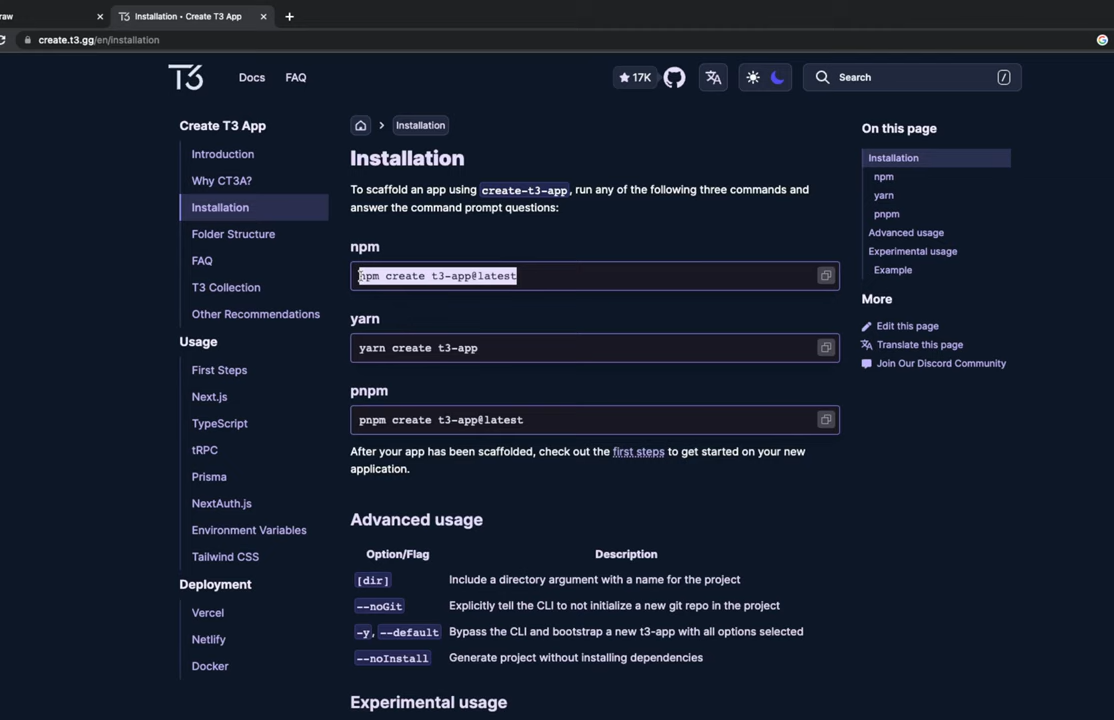 raw
Installation • Create T3 App
create.t3.gg/en/installation
T3
Docs
FAQ
17K
Search
/
Create T3 App
Introduction
Why CT3A?
Installation
Folder Structure
FAQ
T3 Collection
Other Recommendations
Usage
First Steps
Next.js
TypeScript
tRPC
Prisma
NextAuth.js
Environment Variables
Tailwind CSS
Deployment
Vercel
Netlify
Docker
Installation
Installation
To scaffold an app using create-t3-app, run any of the following three commands and
answer the command prompt questions:
npm
npm create t3-app@latest
yarn
yarn create t3-app
pnpm
pnpm create t3-app@latest
After your app has been scaffolded, check out the first steps to get started on your new
application.
Advanced usage
Option/Flag Description
[dir] Include a directory argument with a name for the project
--noGit Explicitly tell the CLI to not initialize a new git repo in the project
-y, --default Bypass the CLI and bootstrap a new t3-app with all options selected
--noInstall Generate project without installing dependencies
Experimental usage
On this page
Installation
npm
yarn
pnpm
Advanced usage
Experimental usage
Example
More
Edit this page
Translate this page
Join Our Discord Community